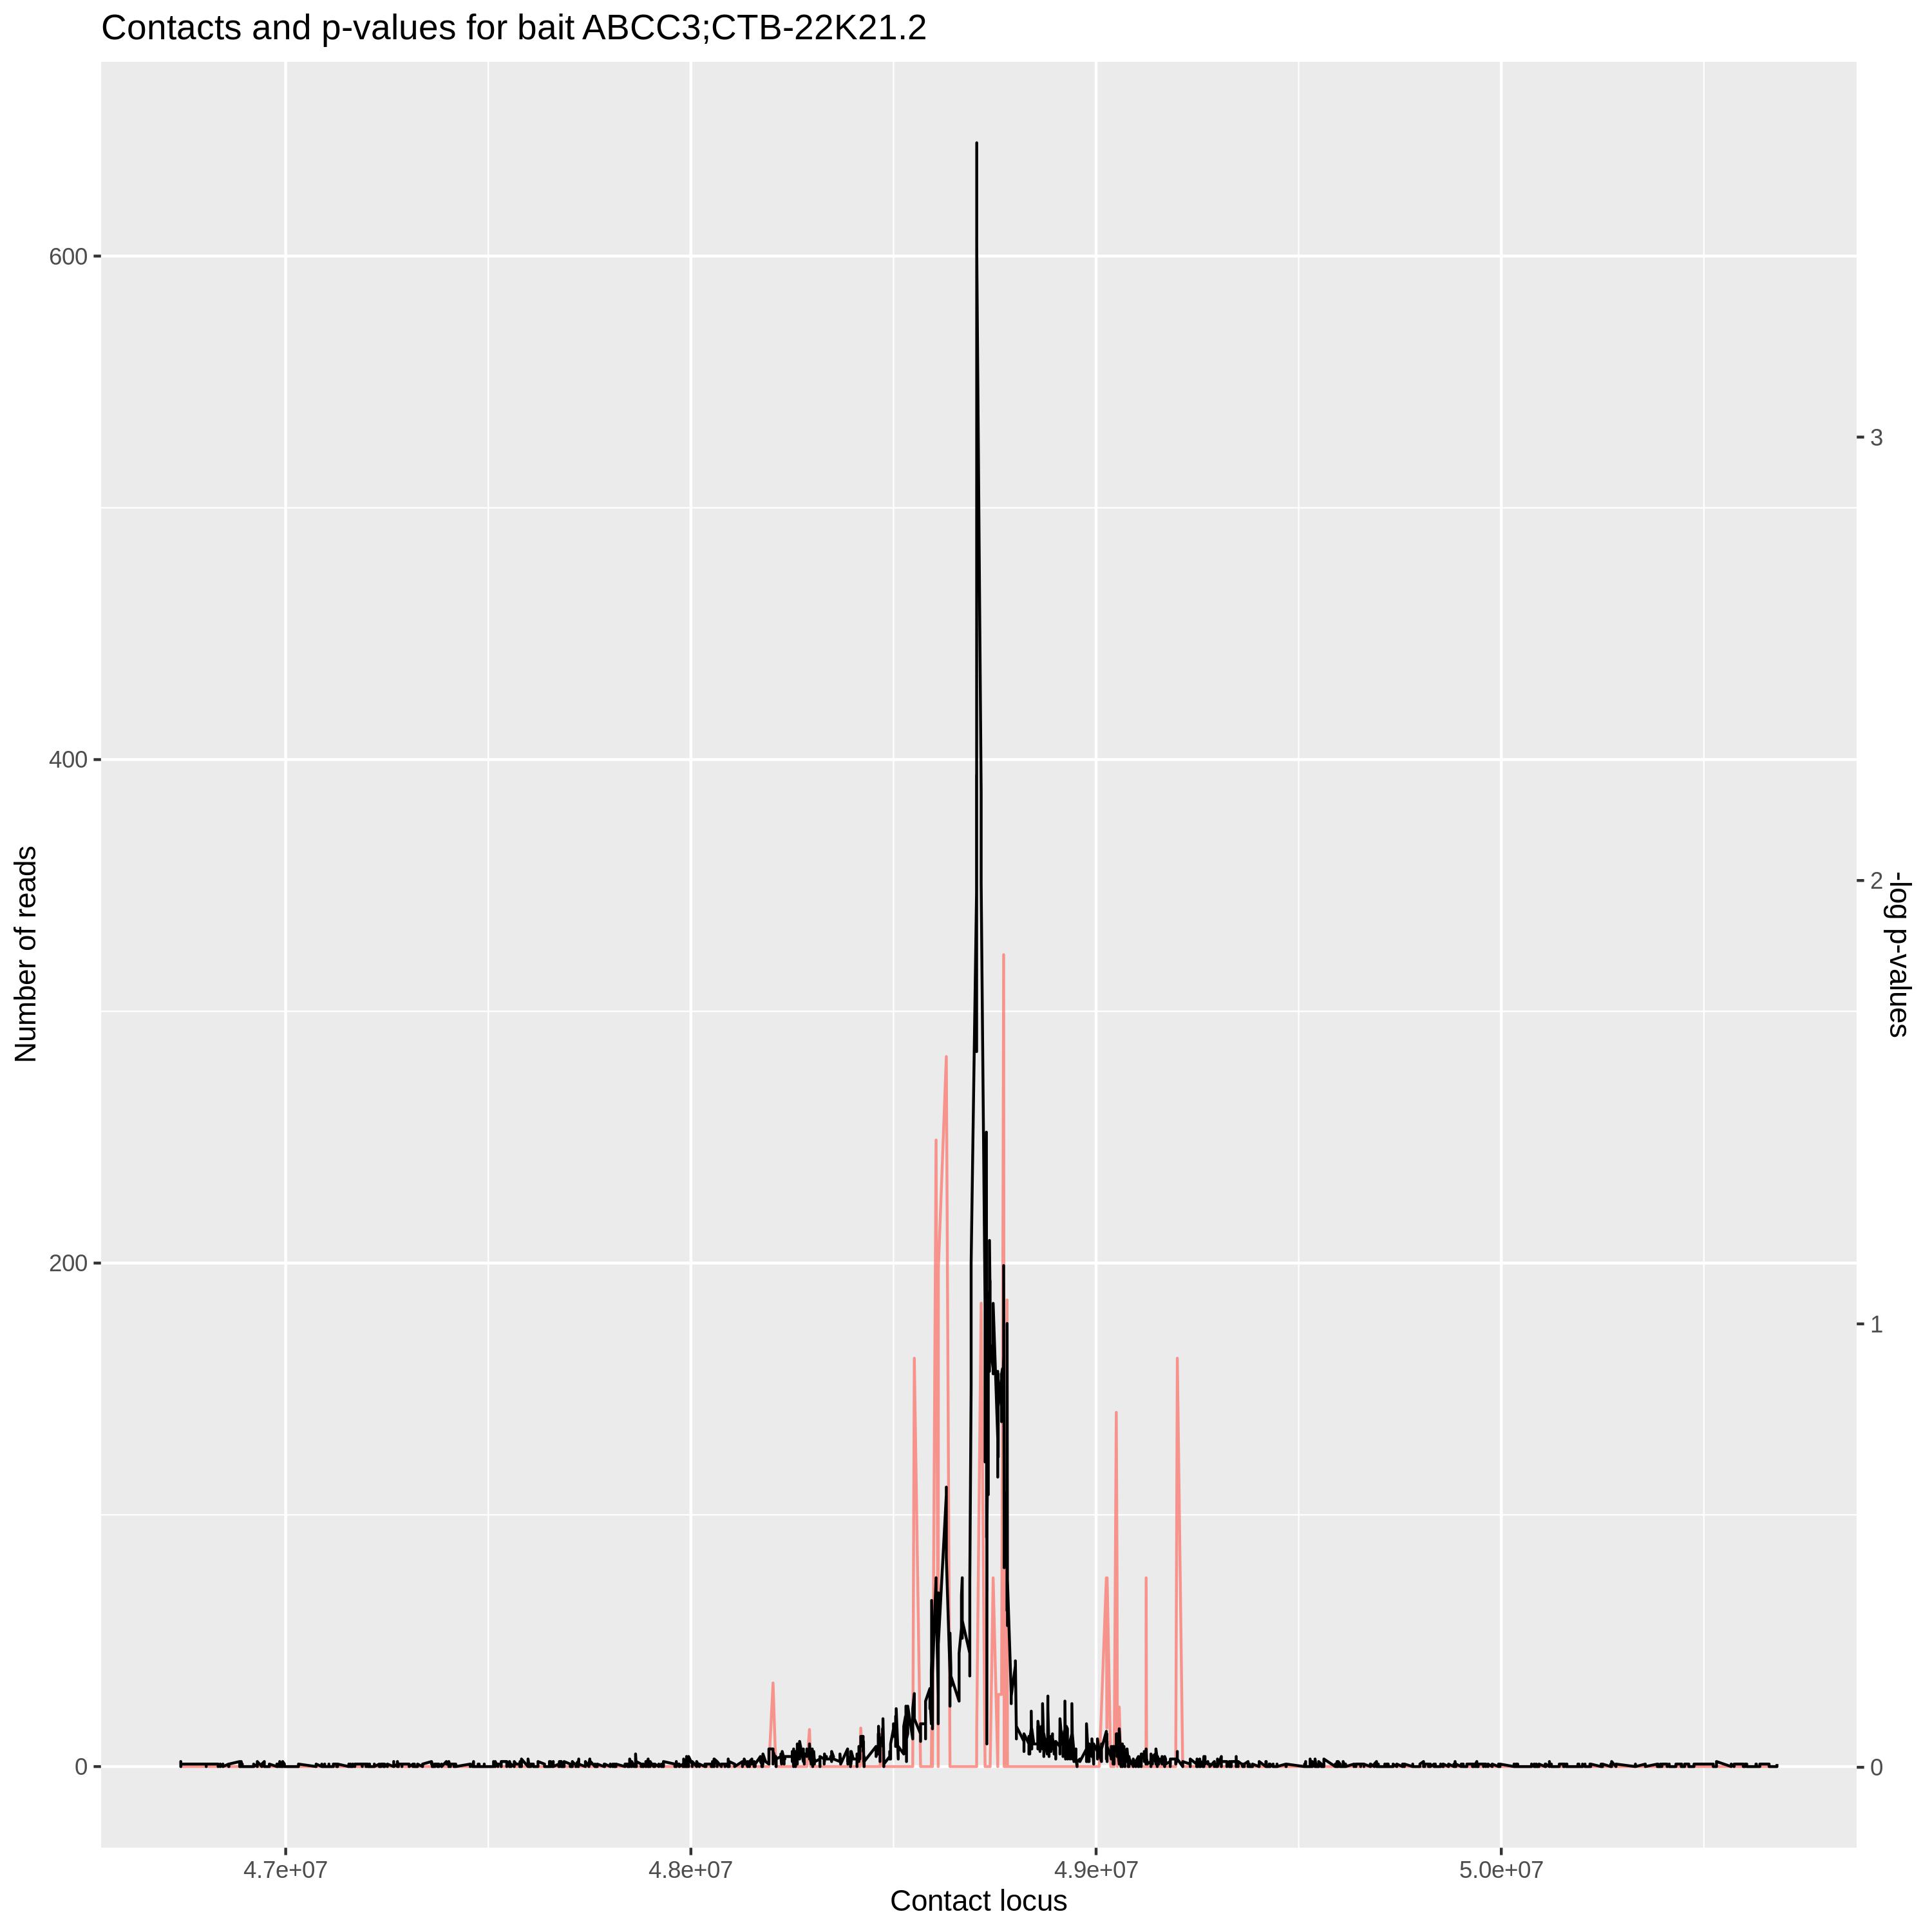 Contacts and p-values for bait ABCC3;CTB-22K21.2
600
400
200
0
Number of reads
3
2
1
0
-log p-values
4.7e+07
4.8e+07
4.9e+07
5.0e+07
Contact locus